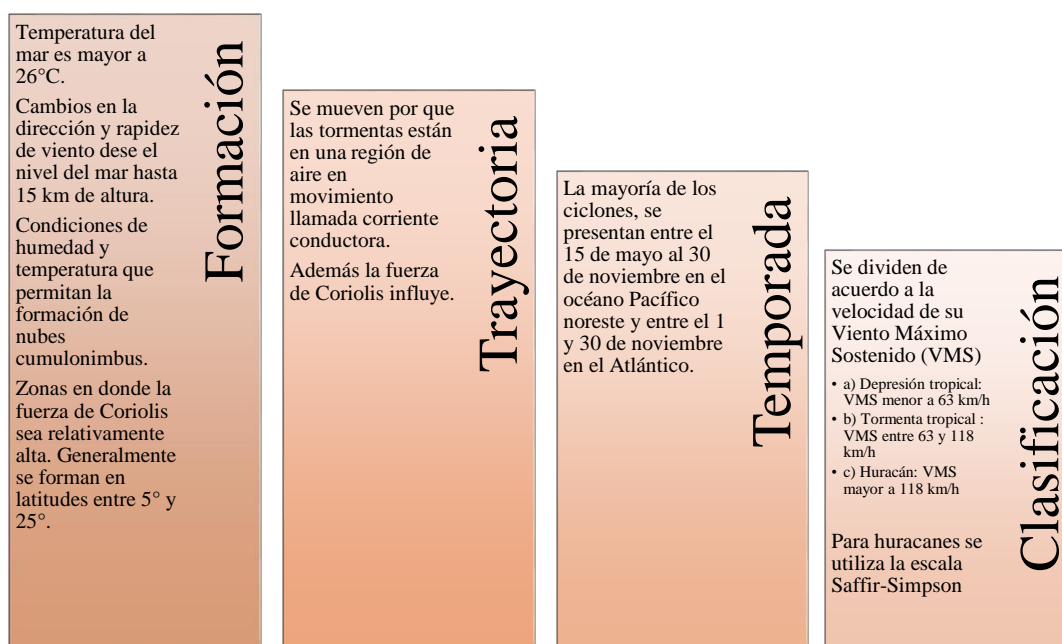 Temperatura del
mar es mayor a
26°C.
Cambios en la
dirección y rapidez
de viento dese el
nivel del mar hasta
15 km de altura.
Condiciones de
humedad y
temperatura que
permitan la
formación de
nubes
cumulonimbus.
Zonas en donde la
fuerza de Coriolis
sea relativamente
alta. Generalmente
se forman en
latitudes entre 5° y
25°.
Formación
Se mueven por que
las tormentas están
en una región de
aire en
movimiento
llamada corriente
conductora.
Además la fuerza
de Coriolis influye.
Trayectoria
La mayoría de los
ciclones, se
presentan entre el
15 de mayo al 30
de noviembre en el
océano Pacífico
noreste y entre el 1
y 30 de noviembre
en el Atlántico.
Temporada
Se dividen de
acuerdo a la
velocidad de su
Viento Máximo
Sostenido (VMS)
• a) Depresión tropical:
VMS menor a 63 km/h
• b) Tormenta tropical :
VMS entre 63 y 118
km/h
• c) Huracán: VMS
mayor a 118 km/h
Para huracanes se
utiliza la escala
Saffir-Simpson
Clasificación